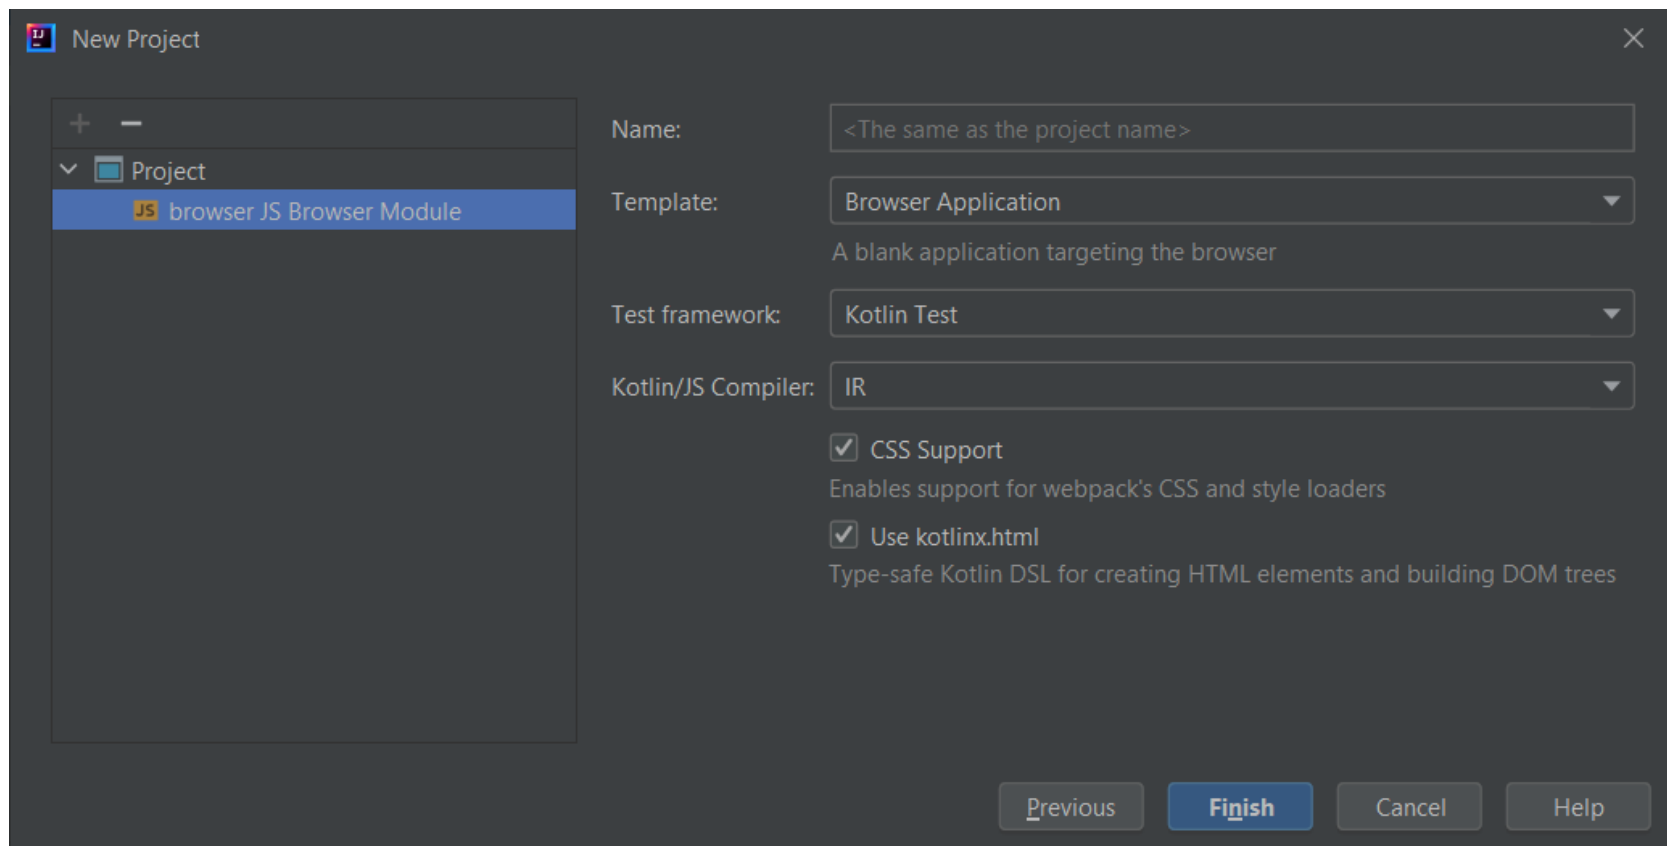 IJ
New Project
Project
JS browser JS Browser Module
Name: <The same as the project name>
Template: Browser Application
A blank application targeting the browser
Test framework: Kotlin Test
Kotlin/JS Compiler: IR
CSS Support
Enables support for webpack's CSS and style loaders
Use kotlinx.html
Type-safe Kotlin DSL for creating HTML elements and building DOM trees
Previous Finish Cancel Help